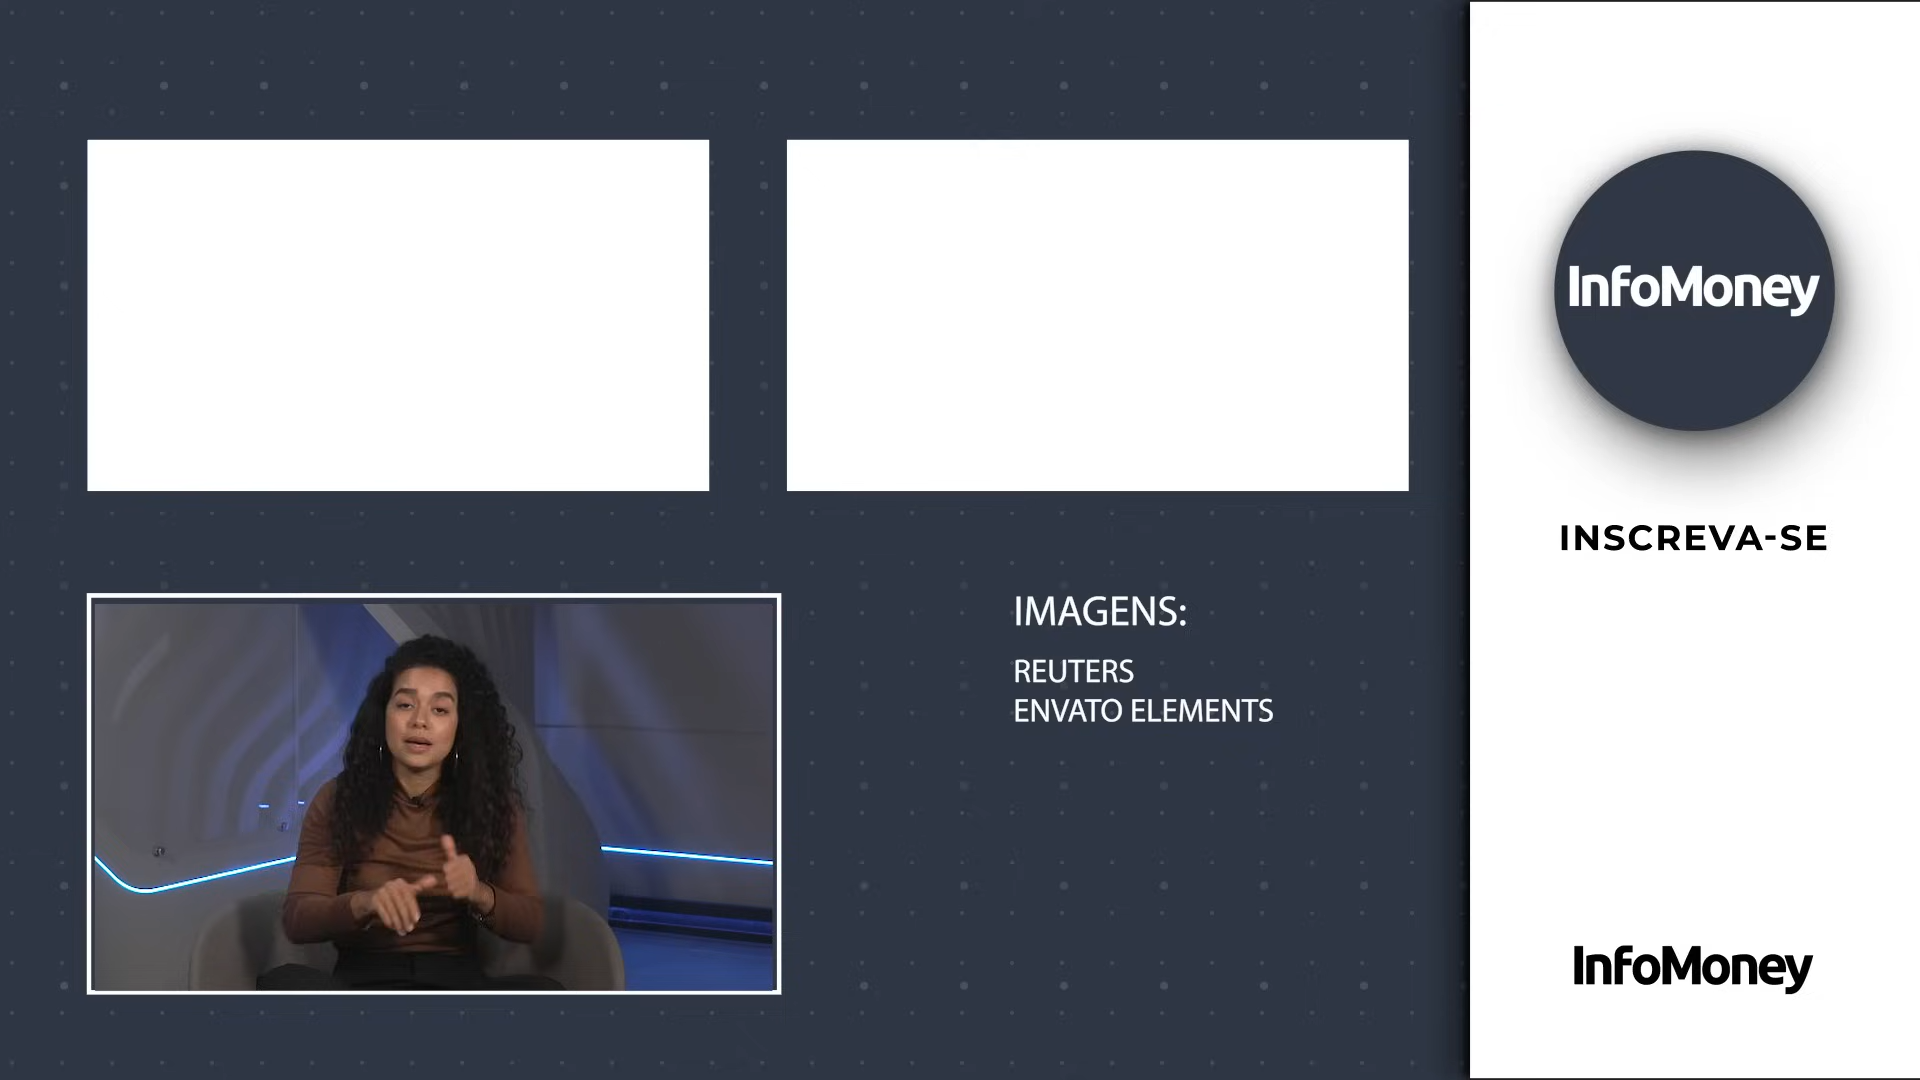 InfoMoney
INSCREVA-SE
IMAGENS:
REUTERS
ENVATO ELEMENTS
InfoMoney